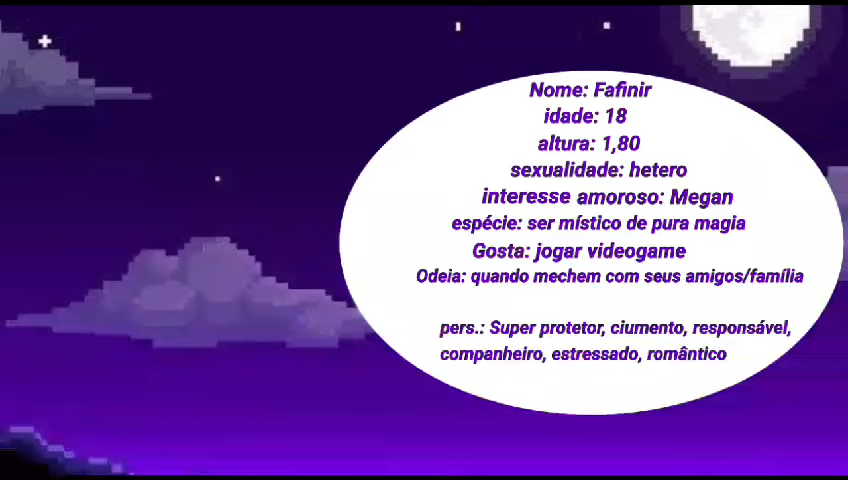 Nome: Fafinir
idade: 18
altura: 1,80
sexualidade: hetero
interesse amoroso: Megan
espécie: ser místico de pura magia
Gosta: jogar videogame
Odeia: quando mechem com seus amigos/família
pers.: Super protetor, ciumento, responsável,
companheiro, estressado, romântico